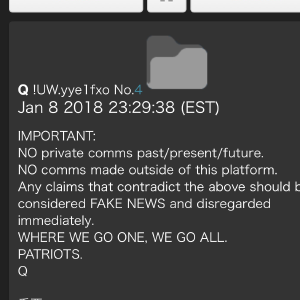 Q !UW.yye1fxo No.4
Jan 8 2018 23:29:38 (EST)
IMPORTANT:
NO private comms past/present/future.
NO comms made outside of this platform.
Any claims that contradict the above should b
considered FAKE NEWS and disregarded
immediately.
WHERE WE GO ONE, WE GO ALL.
PATRIOTS.
Q